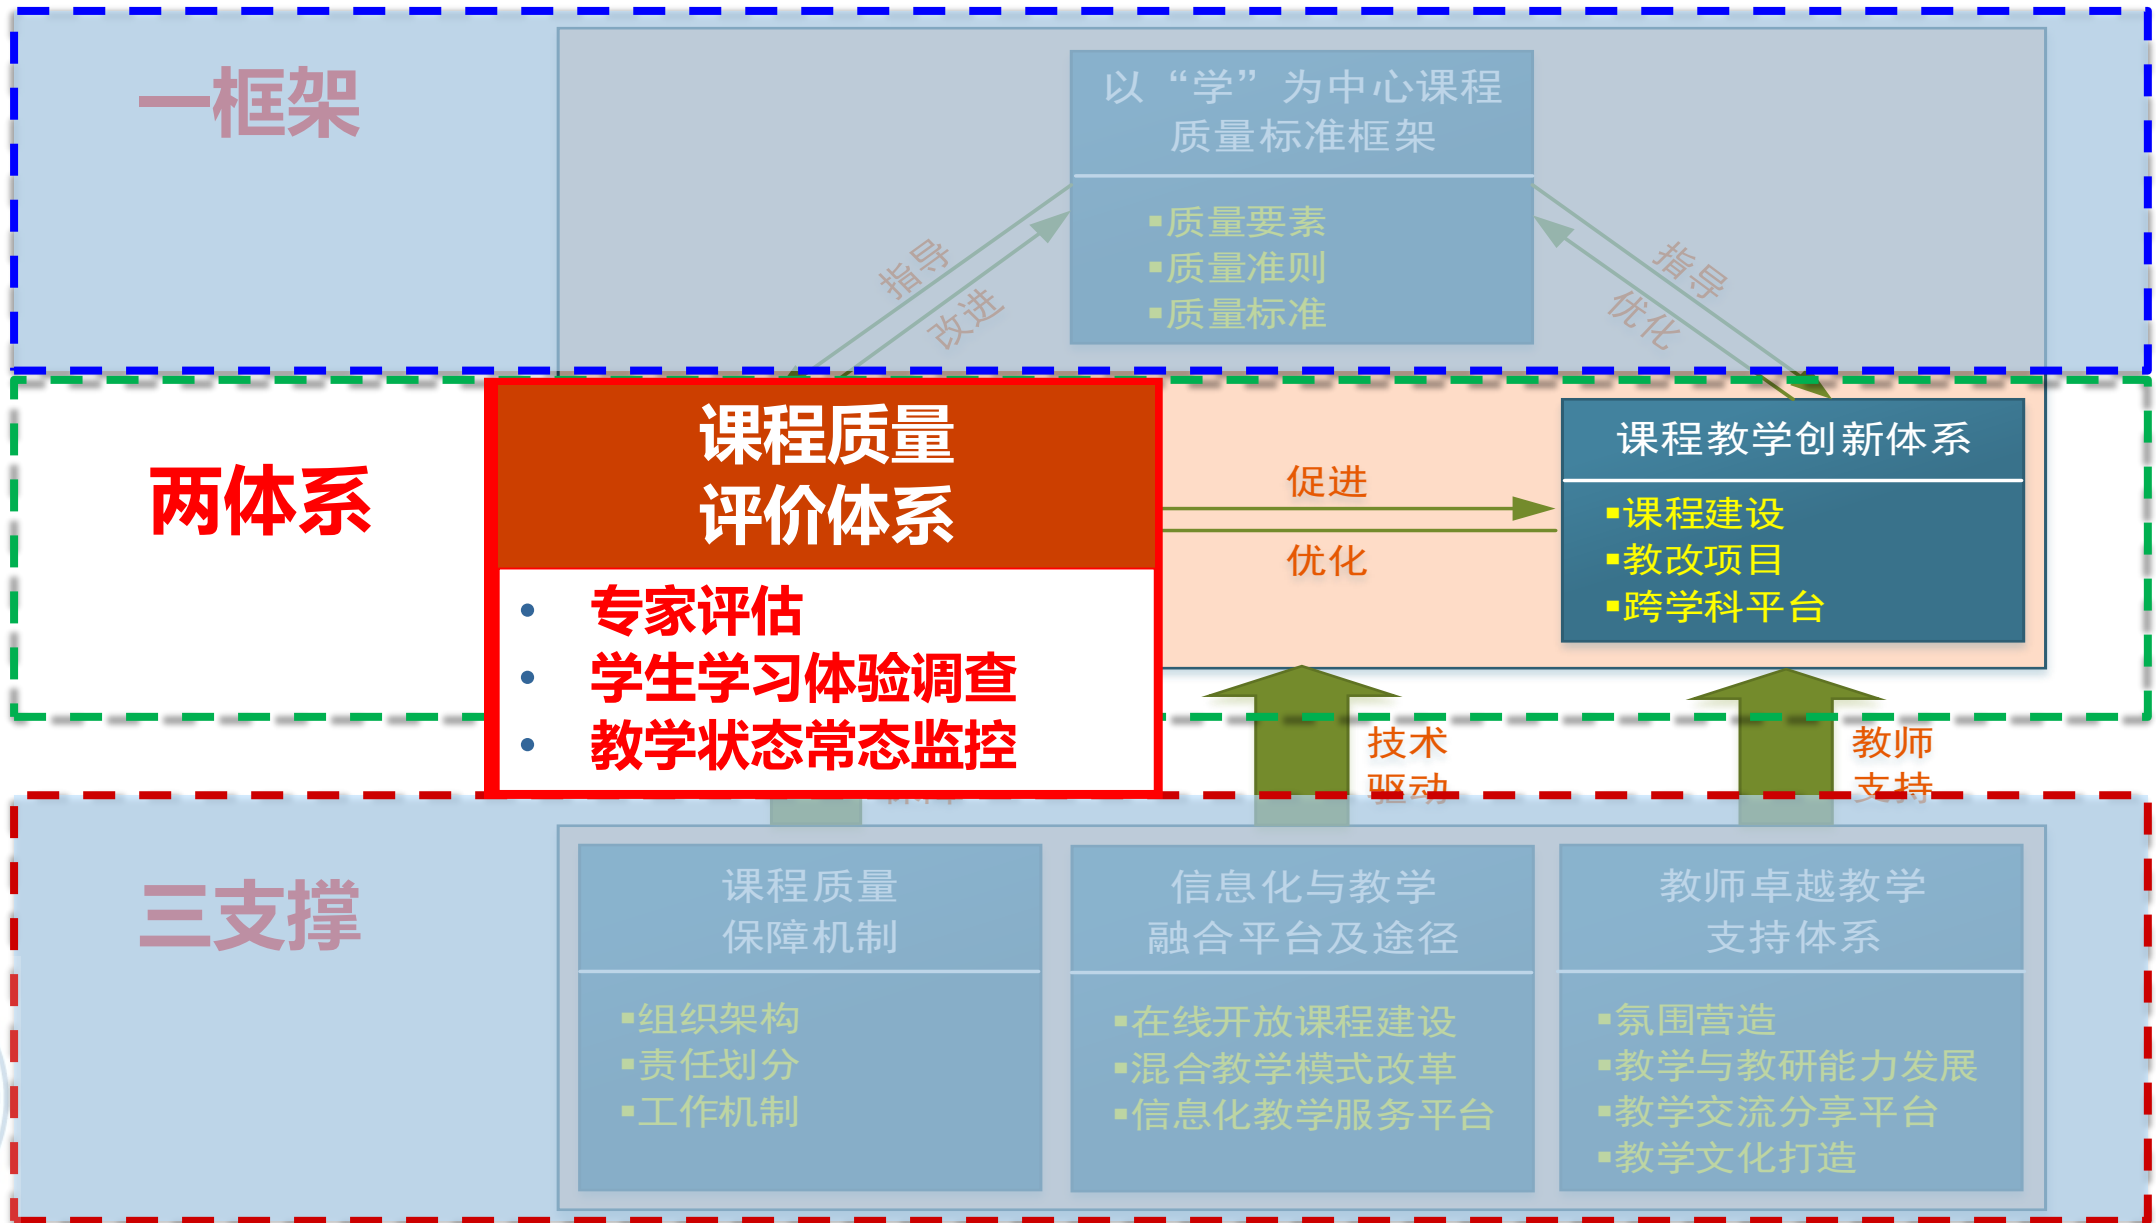 一框架
以“学”为中心课程
质量标准框架
▪质量要素
▪质量准则
▪质量标准
指导
改进
指导
优化
两体系
课程质量
评价体系
• 专家评估
• 学生学习体验调查
• 教学状态常态监控
促进
优化
课程教学创新体系
▪课程建设
▪教改项目
▪跨学科平台
技术
驱动
教师
支持
三支撑
课程质量
保障机制
▪组织架构
▪责任划分
▪工作机制
信息化与教学
融合平台及途径
▪在线开放课程建设
▪混合教学模式改革
▪信息化教学服务平台
教师卓越教学
支持体系
▪氛围营造
▪教学与教研能力发展
▪教学交流分享平台
▪教学文化打造